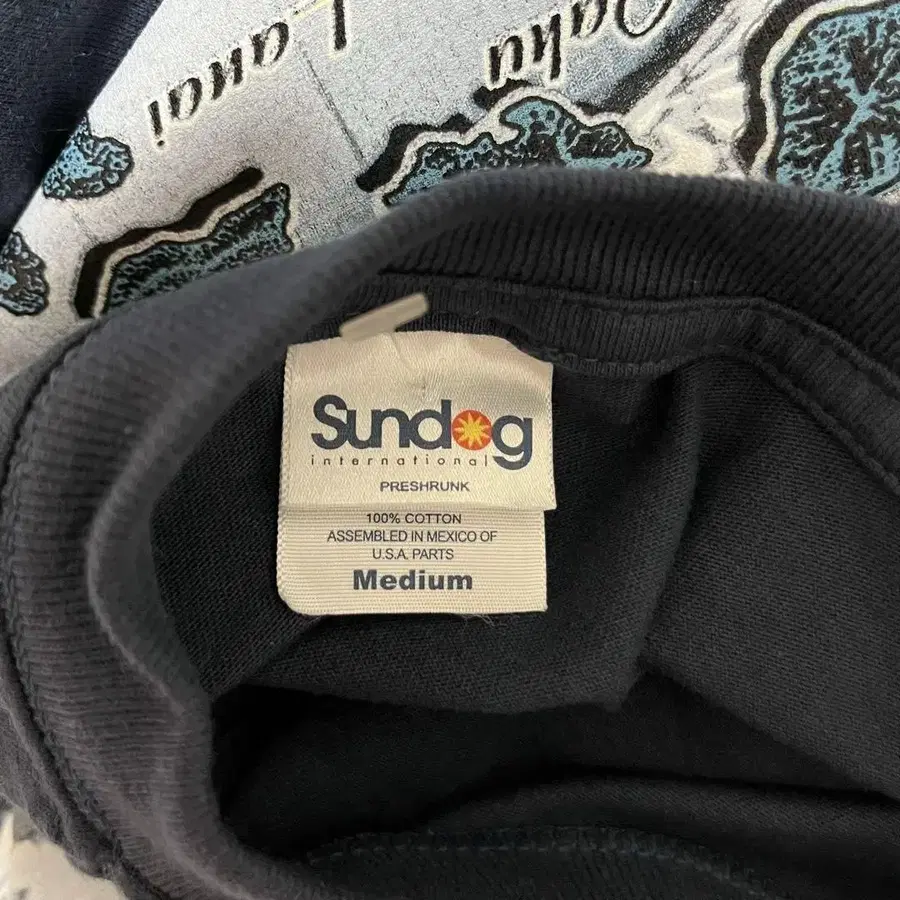 Lanai
Oahu
Sundog
international
PRESHRUNK
100% COTTON
ASSEMBLED IN MEXICO OF
U.S.A. PARTS
Medium